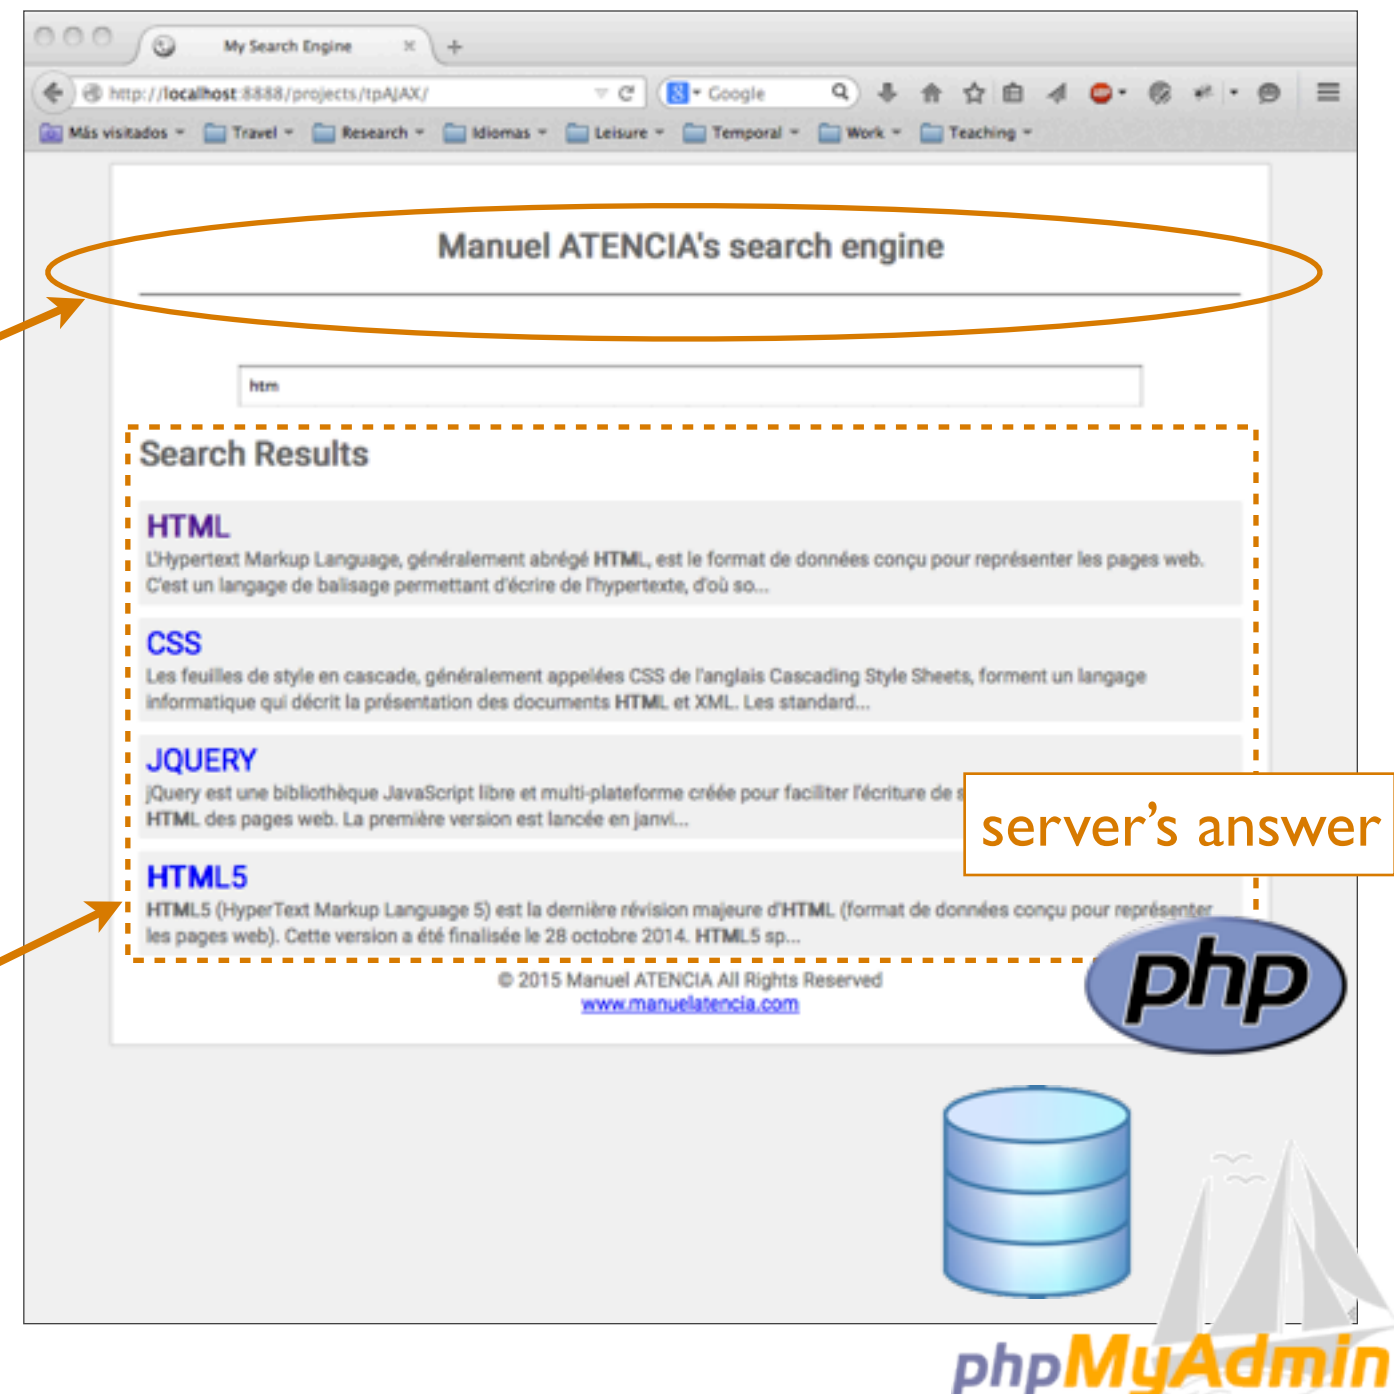 My Search Engine
http://localhost:8888/projects/tpAJAX/
Google
Más visitados Travel Research Idiomas Leisure Temporal Work Teaching
Manuel ATENCIA's search engine
htm
Search Results
HTML
L'Hypertext Markup Language, généralement abrégé HTML, est le format de données conçu pour représenter les pages web.
C'est un langage de balisage permettant d'écrire de l'hypertexte, d'où so...
CSS
Les feuilles de style en cascade, généralement appelées CSS de l'anglais Cascading Style Sheets, forment un langage
informatique qui décrit la présentation des documents HTML et XML. Les standard...
JQUERY
jQuery est une bibliothèque JavaScript libre et multi-plateforme créée pour faciliter l'écriture de s
HTML des pages web. La première version est lancée en janvi...
server's answer
HTML5
HTML5 (HyperText Markup Language 5) est la dernière révision majeure d'HTML (format de données conçu pour représenter
les pages web). Cette version a été finalisée le 28 octobre 2014. HTML5 sp...
© 2015 Manuel ATENCIA All Rights Reserved
www.manuelatencia.com
php
phpMyAdmin